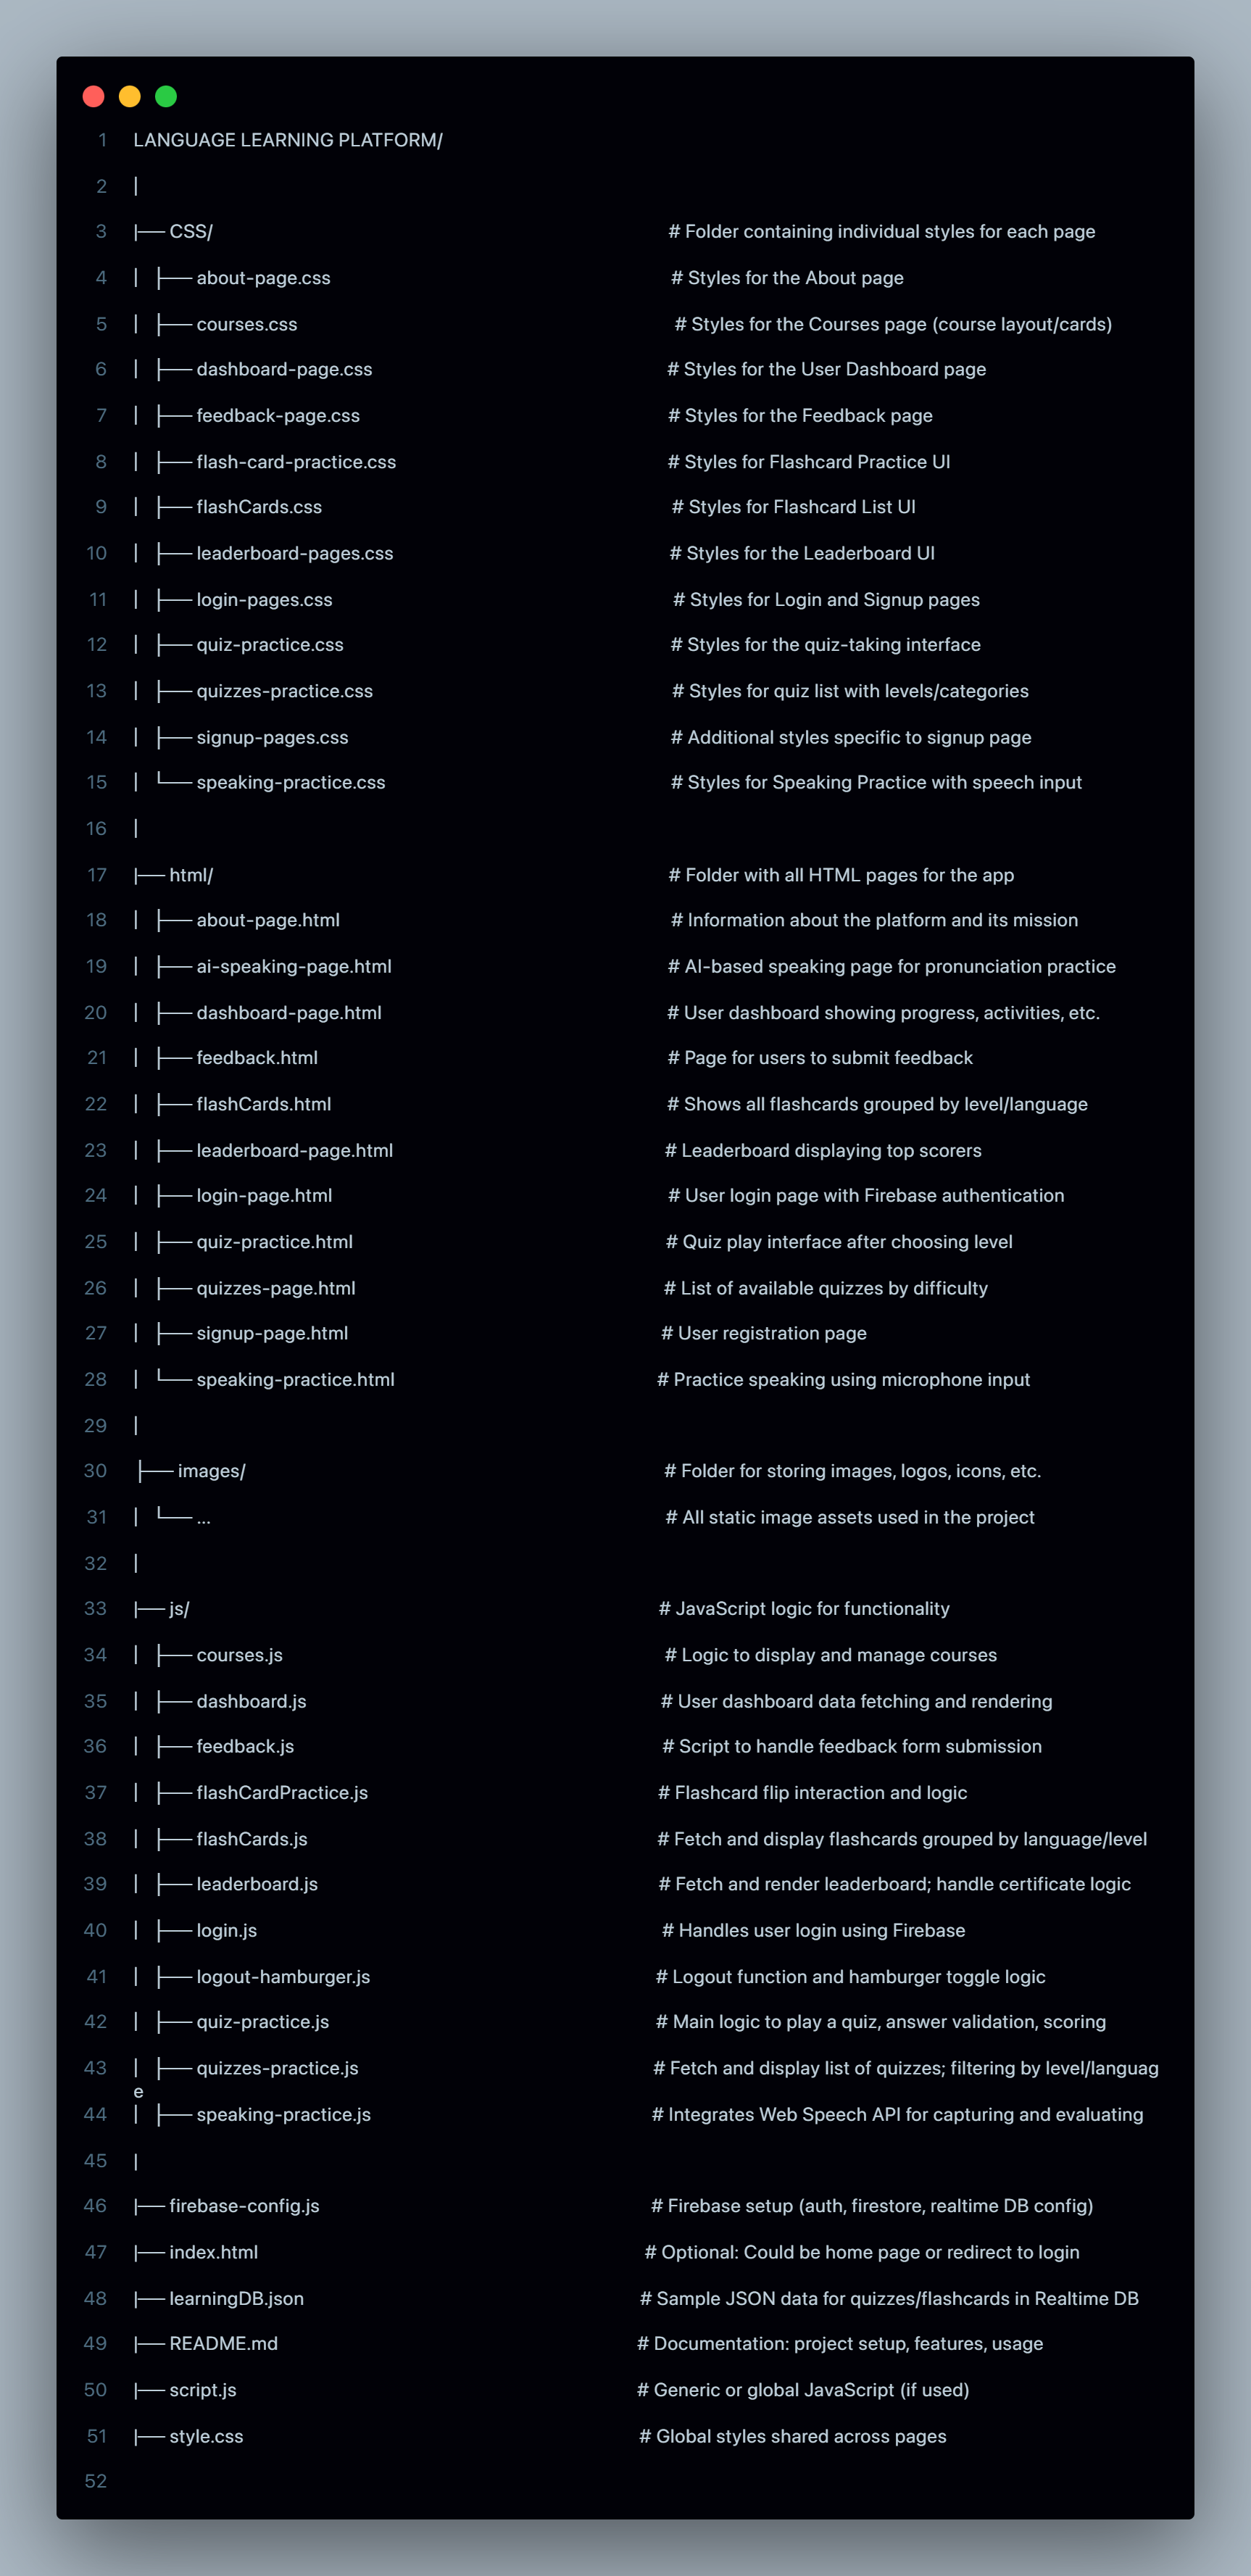 1 LANGUAGE LEARNING PLATFORM/
2 |
3 |── CSS/ # Folder containing individual styles for each page
4 | ├── about-page.css # Styles for the About page
5 | ├── courses.css # Styles for the Courses page (course layout/cards)
6 | ├── dashboard-page.css # Styles for the User Dashboard page
7 | ├── feedback-page.css # Styles for the Feedback page
8 | ├── flash-card-practice.css # Styles for Flashcard Practice UI
9 | ├── flashCards.css # Styles for Flashcard List UI
10 | ├── leaderboard-pages.css # Styles for the Leaderboard UI
11 | ├── login-pages.css # Styles for Login and Signup pages
12 | ├── quiz-practice.css # Styles for the quiz-taking interface
13 | ├── quizzes-practice.css # Styles for quiz list with levels/categories
14 | ├── signup-pages.css # Additional styles specific to signup page
15 | └── speaking-practice.css # Styles for Speaking Practice with speech input
16 |
17 |── html/ # Folder with all HTML pages for the app
18 | ├── about-page.html # Information about the platform and its mission
19 | ├── ai-speaking-page.html # AI-based speaking page for pronunciation practice
20 | ├── dashboard-page.html # User dashboard showing progress, activities, etc.
21 | ├── feedback.html # Page for users to submit feedback
22 | ├── flashCards.html # Shows all flashcards grouped by level/language
23 | ├── leaderboard-page.html # Leaderboard displaying top scorers
24 | ├── login-page.html # User login page with Firebase authentication
25 | ├── quiz-practice.html # Quiz play interface after choosing level
26 | ├── quizzes-page.html # List of available quizzes by difficulty
27 | ├── signup-page.html # User registration page
28 | └── speaking-practice.html # Practice speaking using microphone input
29 |
30 ├── images/ # Folder for storing images, logos, icons, etc.
31 | └── ... # All static image assets used in the project
32 |
33 |── js/ # JavaScript logic for functionality
34 | ├── courses.js # Logic to display and manage courses
35 | ├── dashboard.js # User dashboard data fetching and rendering
36 | ├── feedback.js # Script to handle feedback form submission
37 | ├── flashCardPractice.js # Flashcard flip interaction and logic
38 | ├── flashCards.js # Fetch and display flashcards grouped by language/level
39 | ├── leaderboard.js # Fetch and render leaderboard; handle certificate logic
40 | ├── login.js # Handles user login using Firebase
41 | ├── logout-hamburger.js # Logout function and hamburger toggle logic
42 | ├── quiz-practice.js # Main logic to play a quiz, answer validation, scoring
43 | ├── quizzes-practice.js # Fetch and display list of quizzes; filtering by level/languag
e
44 | ├── speaking-practice.js # Integrates Web Speech API for capturing and evaluating
45 |
46 |── firebase-config.js # Firebase setup (auth, firestore, realtime DB config)
47 |── index.html # Optional: Could be home page or redirect to login
48 |── learningDB.json # Sample JSON data for quizzes/flashcards in Realtime DB
49 |── README.md # Documentation: project setup, features, usage
50 |── script.js # Generic or global JavaScript (if used)
51 |── style.css # Global styles shared across pages
52